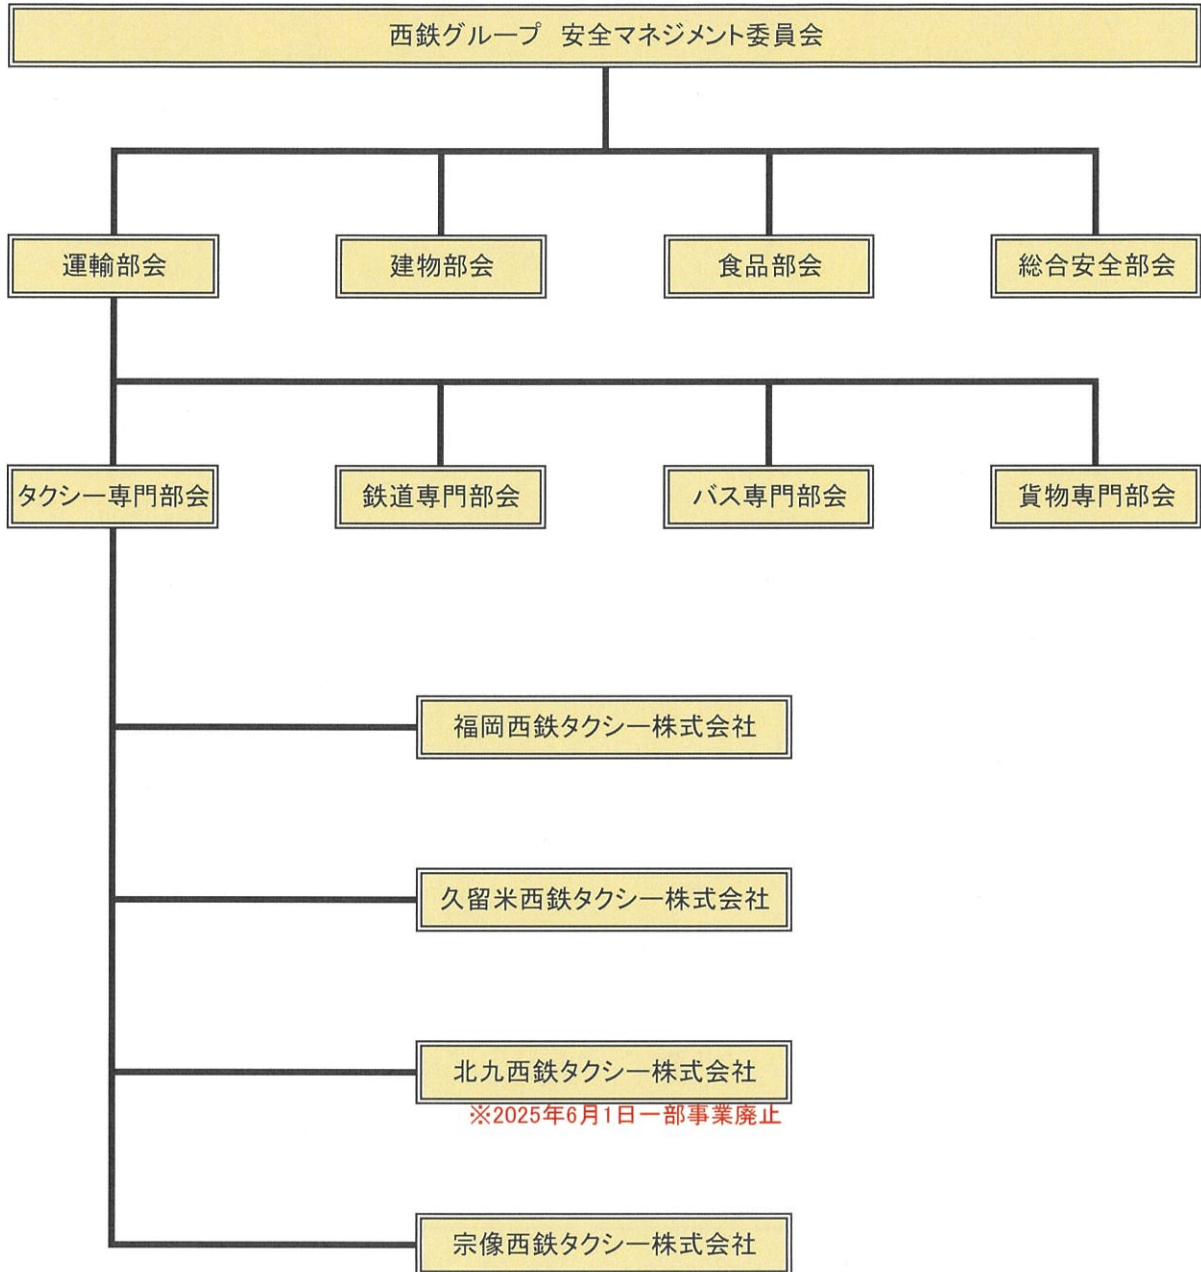 西鉄グループ 安全マネジメント委員会
運輸部会
建物部会
食品部会
総合安全部会
タクシー専門部会
鉄道専門部会
バス専門部会
貨物専門部会
福岡西鉄タクシー株式会社
久留米西鉄タクシー株式会社
北九西鉄タクシー株式会社
※2025年6月1日一部事業廃止
宗像西鉄タクシー株式会社